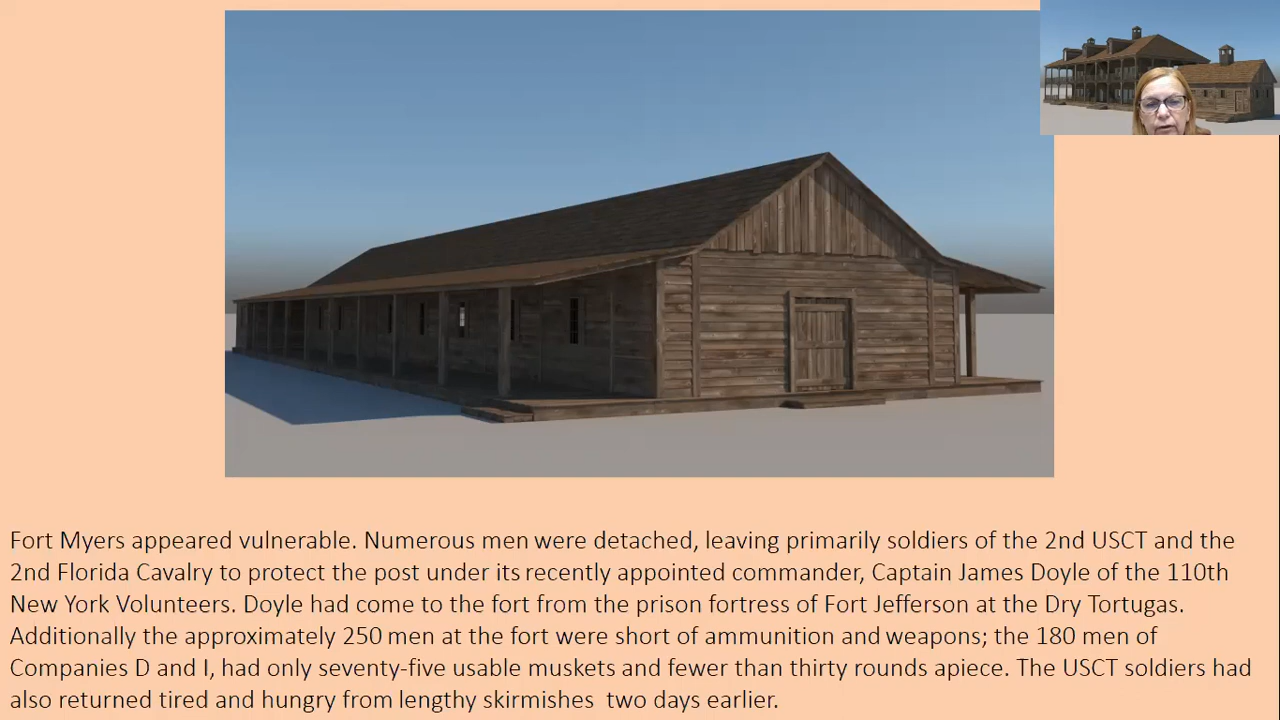 Fort Myers appeared vulnerable. Numerous men were detached, leaving primarily soldiers of the 2nd USCT and the
2nd Florida Cavalry to protect the post under its recently appointed commander, Captain James Doyle of the 110th
New York Volunteers. Doyle had come to the fort from the prison fortress of Fort Jefferson at the Dry Tortugas.
Additionally the approximately 250 men at the fort were short of ammunition and weapons; the 180 men of
Companies D and I, had only seventy-five usable muskets and fewer than thirty rounds apiece. The USCT soldiers had
also returned tired and hungry from lengthy skirmishes  two days earlier.